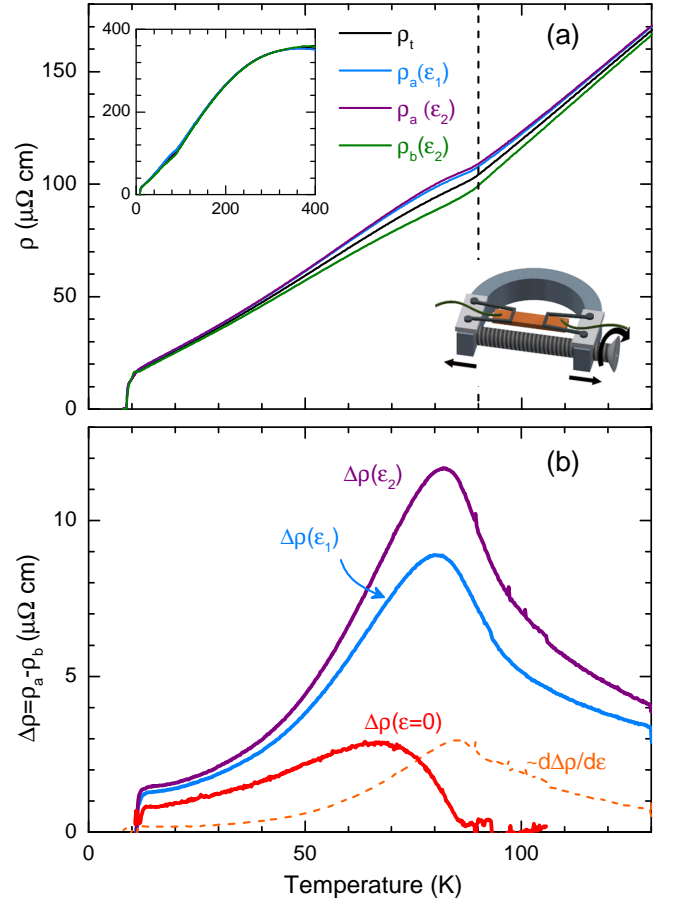 400
200
0
0
200
400
ρt
ρa(ε1)
ρa (ε2)
ρb(ε2)
(a)
150
100
50
0
ρ (μΩ cm)
(b)
Δρ(ε2)
Δρ(ε1)
Δρ(ε=0)
~dΔρ/dε
10
5
0
Δρ=ρa-ρb (μΩ cm)
0
50
100
Temperature (K)